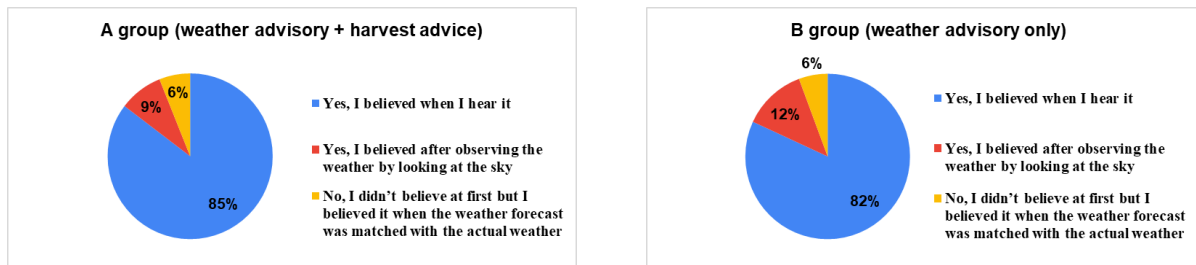 A group (weather advisory + harvest advice)
6%
9%
85%
Yes, I believed when I hear it
Yes, I believed after observing the
weather by looking at the sky
No, I didn't believe at first but I
believed it when the weather forecast
was matched with the actual weather
B group (weather advisory only)
6%
12%
82%
Yes, I believed when I hear it
Yes, I believed after observing the
weather by looking at the sky
No, I didn't believe at first but I
believed it when the weather forecast
was matched with the actual weather